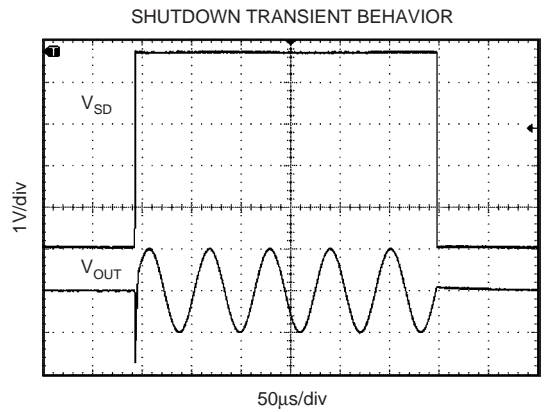 SHUTDOWN TRANSIENT BEHAVIOR
T
V_SD
1V/div
V_OUT
50µs/div